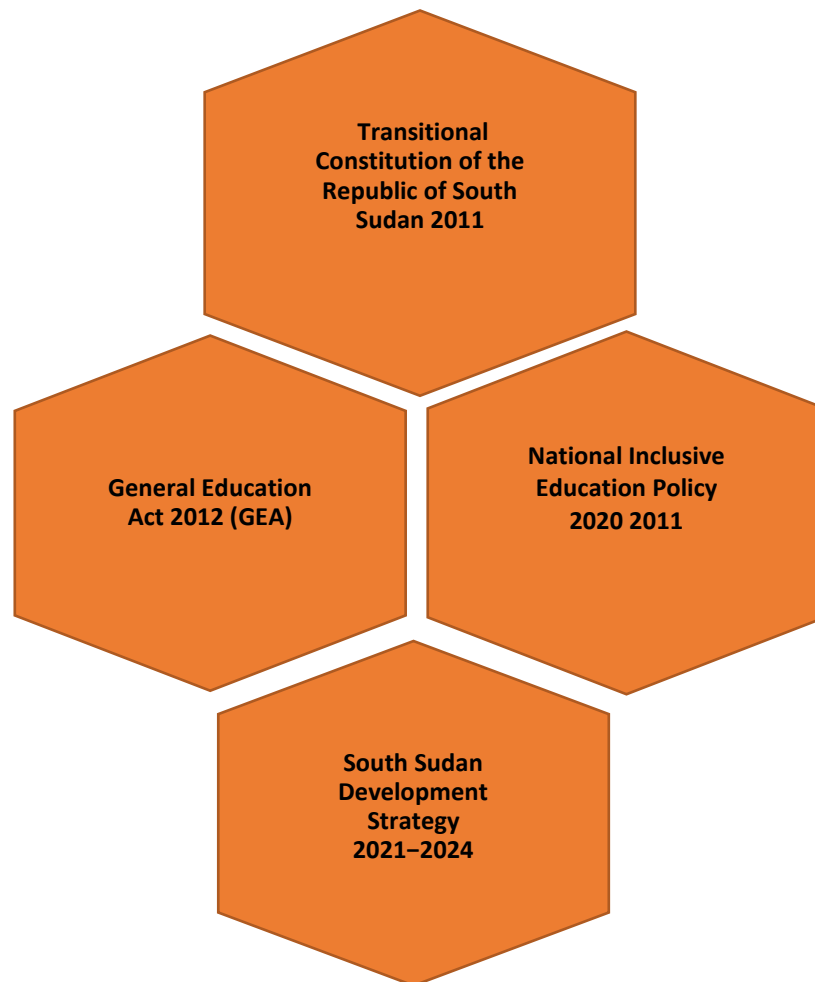 Transitional
Constitution of the
Republic of South
Sudan 2011
General Education
Act 2012 (GEA)
National Inclusive
Education Policy
2020 2011
South Sudan
Development
Strategy
2021–2024